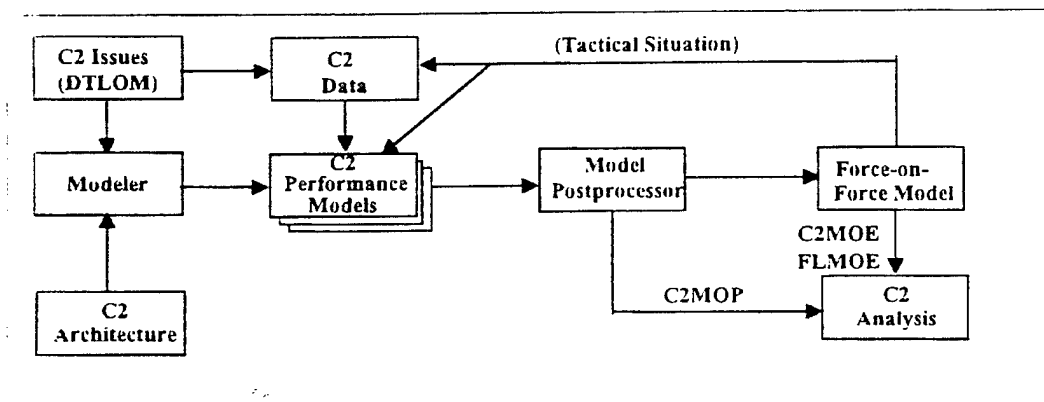 C2 Issues
(DTLOM)
C2
Data
(Tactical Situation)
Modeler
C2
Performance
Models
Model
Postprocessor
Force-on-
Force Model
C2MOE
FLMOE
C2MOP
C2
Analysis
C2
Architecture